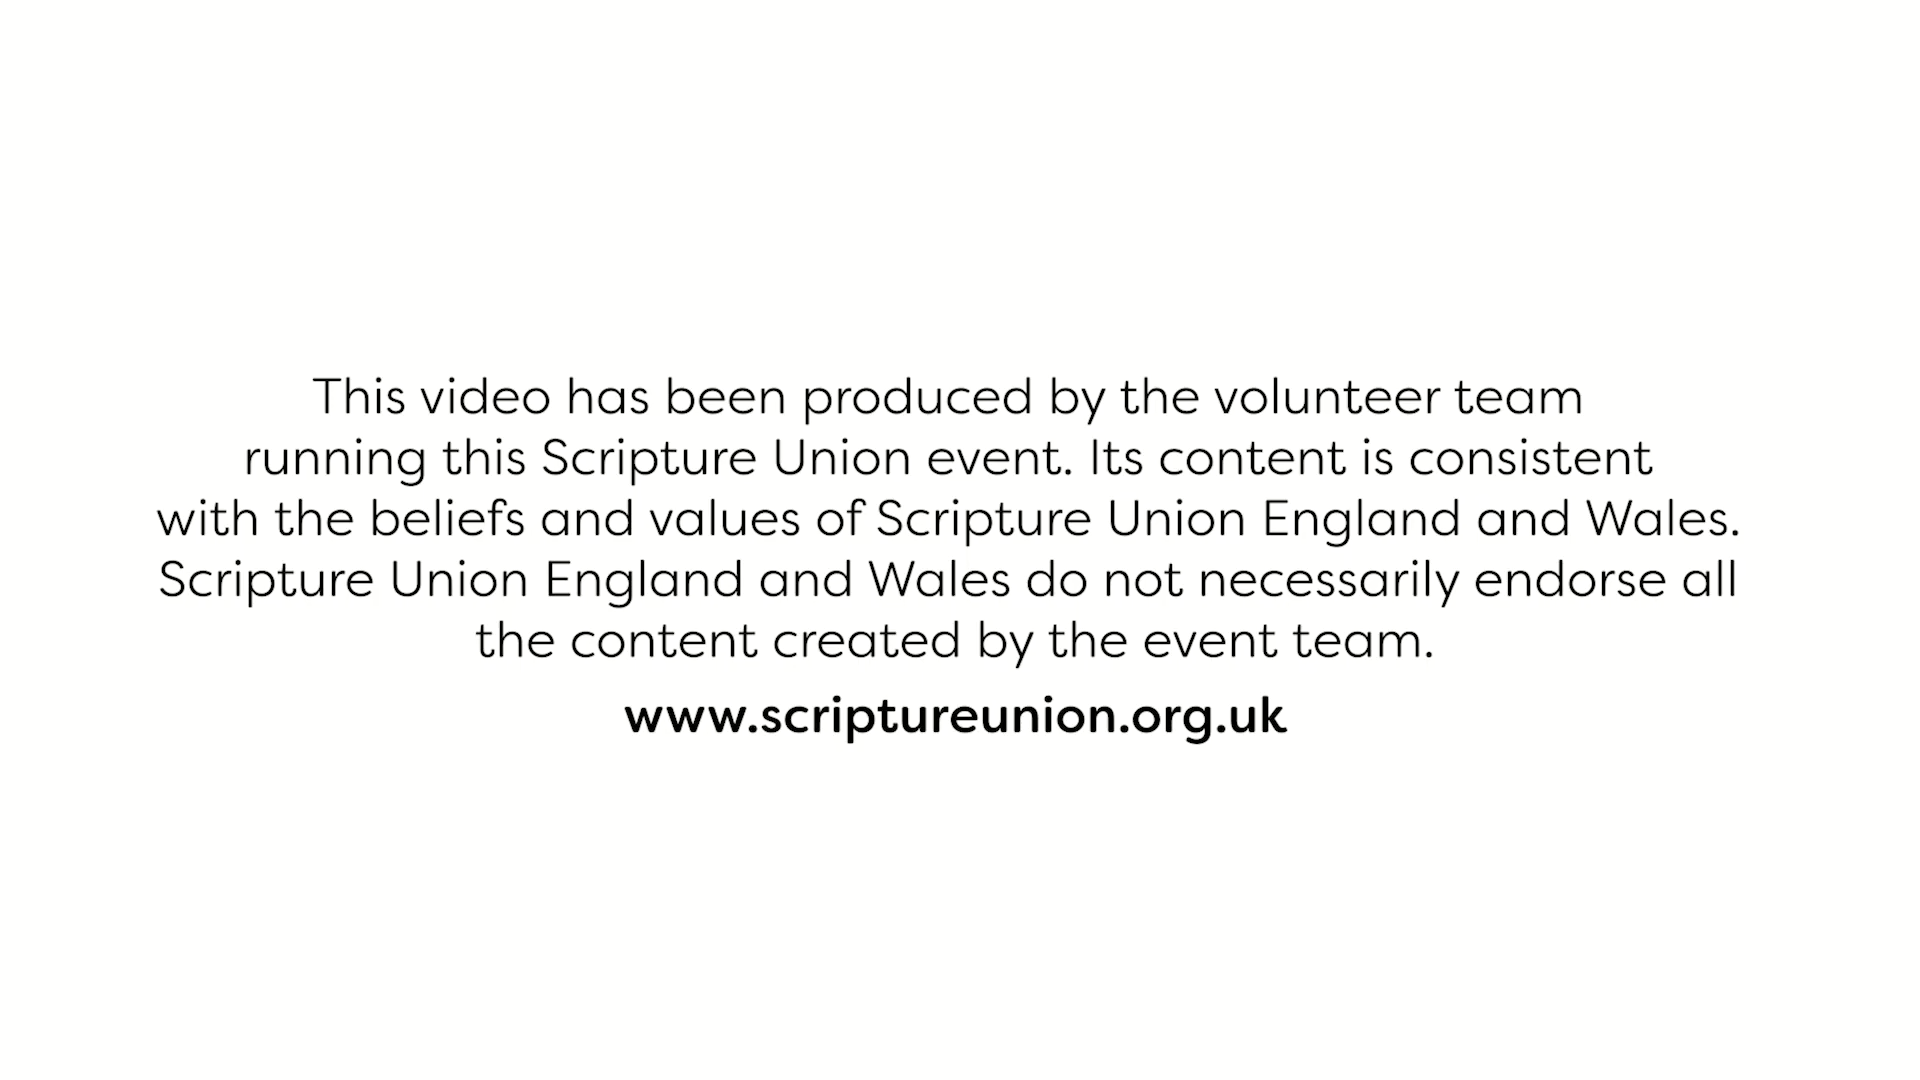 This video has been produced by the volunteer team
running this Scripture Union event. Its content is consistent
with the beliefs and values of Scripture Union England and Wales.
Scripture Union England and Wales do not necessarily endorse all
the content created by the event team.
www.scriptureunion.org.uk